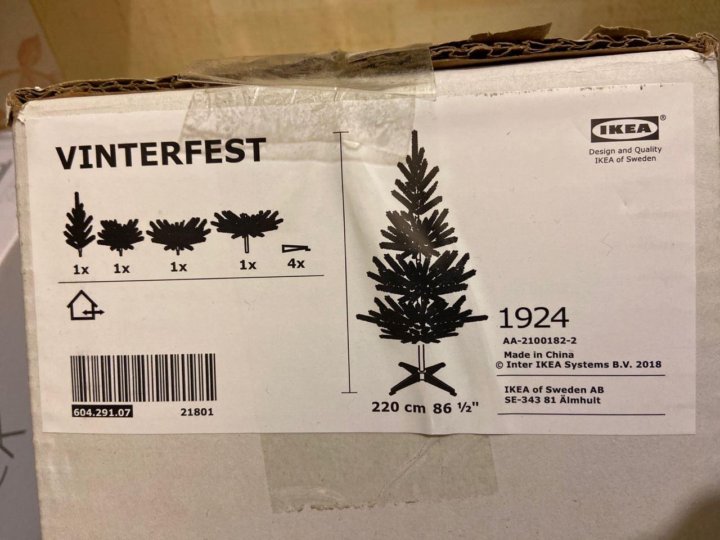 VINTERFEST
1x 1x 1x 1x 4x
604.291.07 21801
220 cm 86 ½"
IKEA®
Design and Quality
IKEA of Sweden
1924
AA-2100182-2
Made in China
© Inter IKEA Systems B.V. 2018
IKEA of Sweden AB
SE-343 81 Älmhult